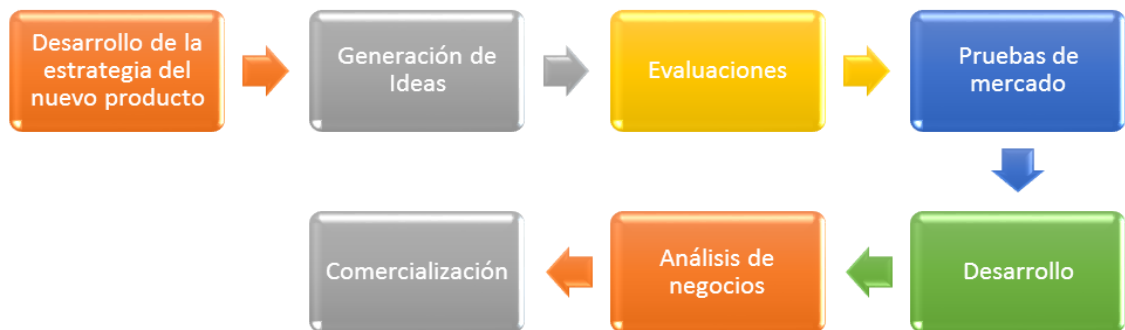 Desarrollo de la
estrategia del
nuevo producto
Generación de
Ideas
Evaluaciones
Pruebas de
mercado
Desarrollo
Análisis de
negocios
Comercialización